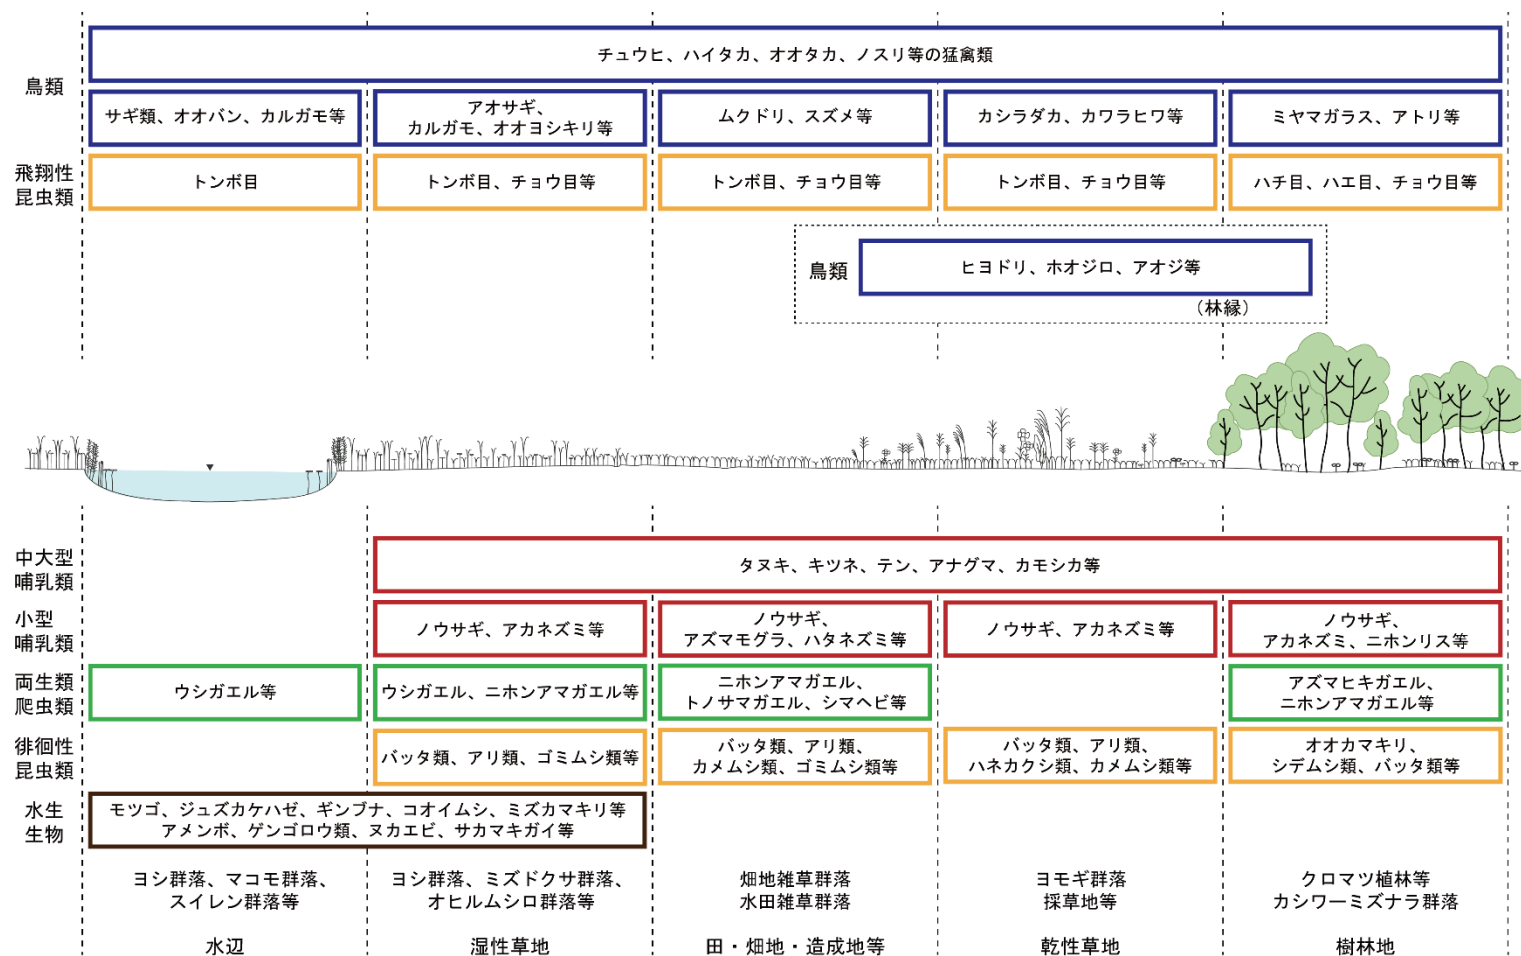 チュウヒ、ハイタカ、オオタカ、ノスリ等の猛禽類
鳥類
サギ類、オオバン、カルガモ等
アオサギ、
カルガモ、オオヨシキリ等
ムクドリ、スズメ等
カシラダカ、カワラヒワ等
ミヤマガラス、アトリ等
飛翔性
昆虫類
トンボ目
トンボ目、チョウ目等
トンボ目、チョウ目等
トンボ目、チョウ目等
ハチ目、ハエ目、チョウ目等
鳥類
ヒヨドリ、ホオジロ、アオジ等
（林縁）
中大型
哺乳類
タヌキ、キツネ、テン、アナグマ、カモシカ等
小型
哺乳類
ノウサギ、アカネズミ等
ノウサギ、
アズマモグラ、ハタネズミ等
ノウサギ、アカネズミ等
ノウサギ、
アカネズミ、ニホンリス等
両生類
爬虫類
ウシガエル等
ウシガエル、ニホンアマガエル等
ニホンアマガエル、
トノサマガエル、シマヘビ等
アズマヒキガエル、
ニホンアマガエル等
徘徊性
昆虫類
バッタ類、アリ類、ゴミムシ類等
バッタ類、アリ類、
カメムシ類、ゴミムシ類等
バッタ類、アリ類、
ハネカクシ類、カメムシ類等
オオカマキリ、
シデムシ類、バッタ類等
水生
生物
モツゴ、ジュズカケハゼ、ギンブナ、コオイムシ、ミズカマキリ等
アメンボ、ゲンゴロウ類、ヌカエビ、サカマキガイ等
ヨシ群落、マコモ群落、
スイレン群落等
ヨシ群落、ミズドクサ群落、
オヒルムシロ群落等
畑地雑草群落
水田雑草群落
ヨモギ群落
採草地等
クロマツ植林等
カシワーミズナラ群落
水辺
湿性草地
田・畑地・造成地等
乾性草地
樹林地